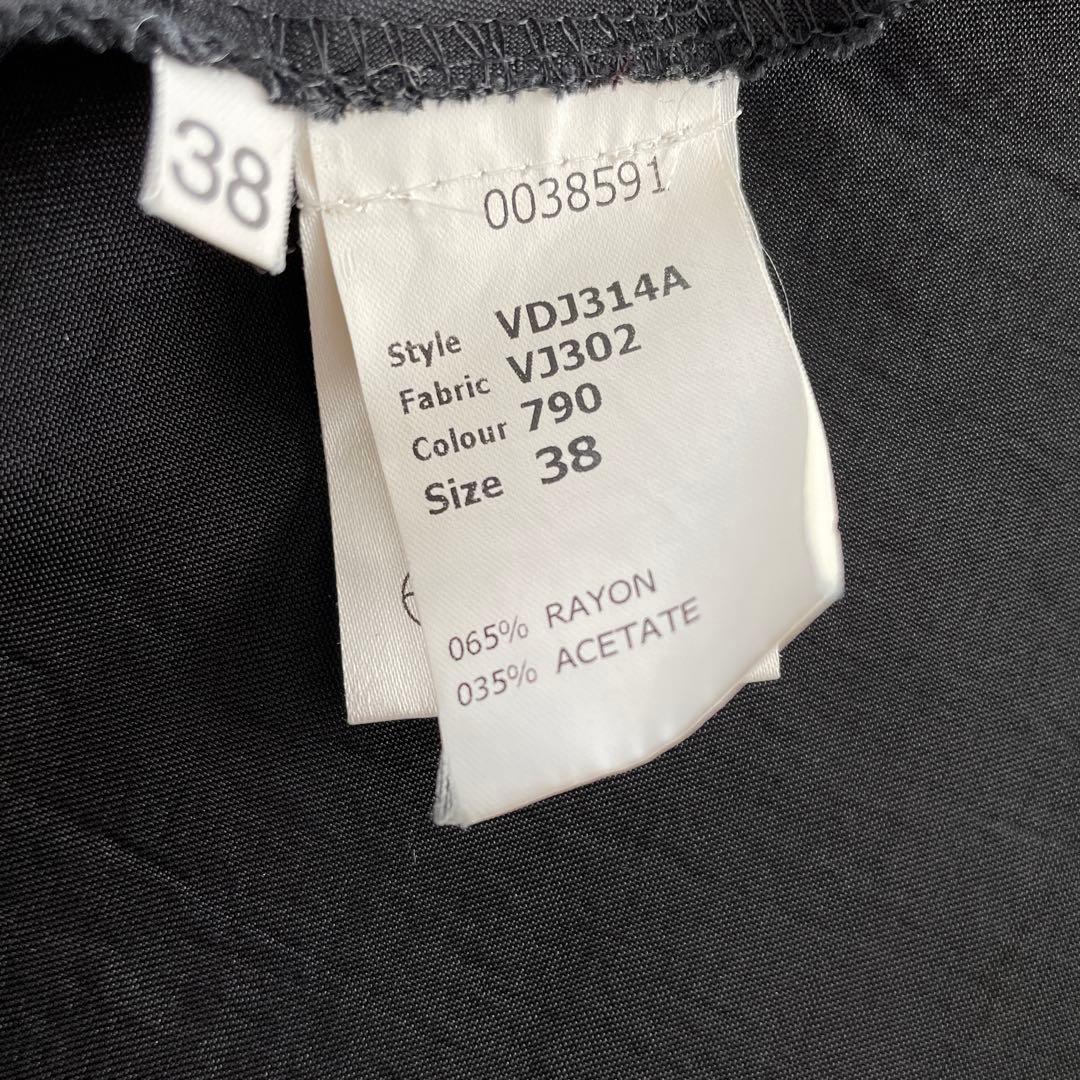 38
0038591
Style VDJ314A
Fabric VJ302
Colour 790
Size 38
065% RAYON
035% ACETATE